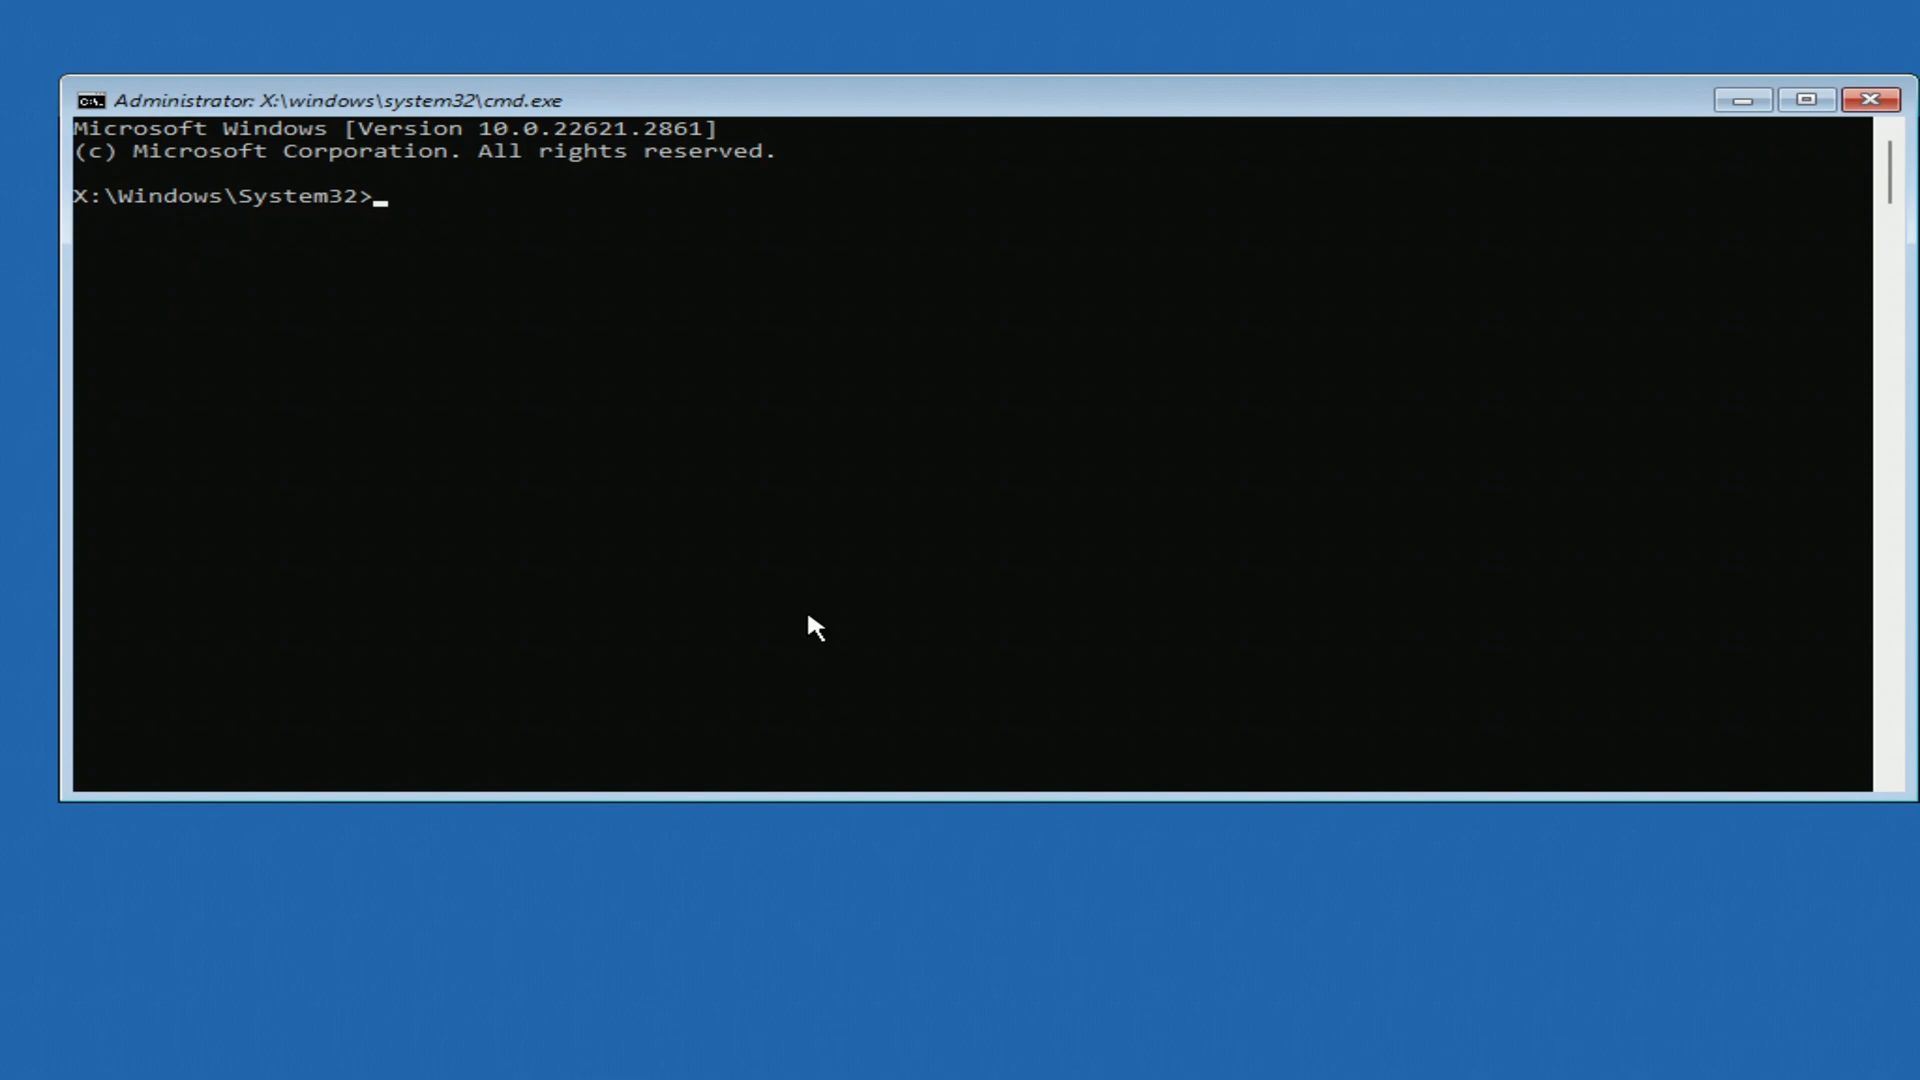 Administrator: X:\windows\system32\cmd.exe
Microsoft Windows [Version 10.0.22621.2861]
(c) Microsoft Corporation. All rights reserved.
X:\Windows\System32>